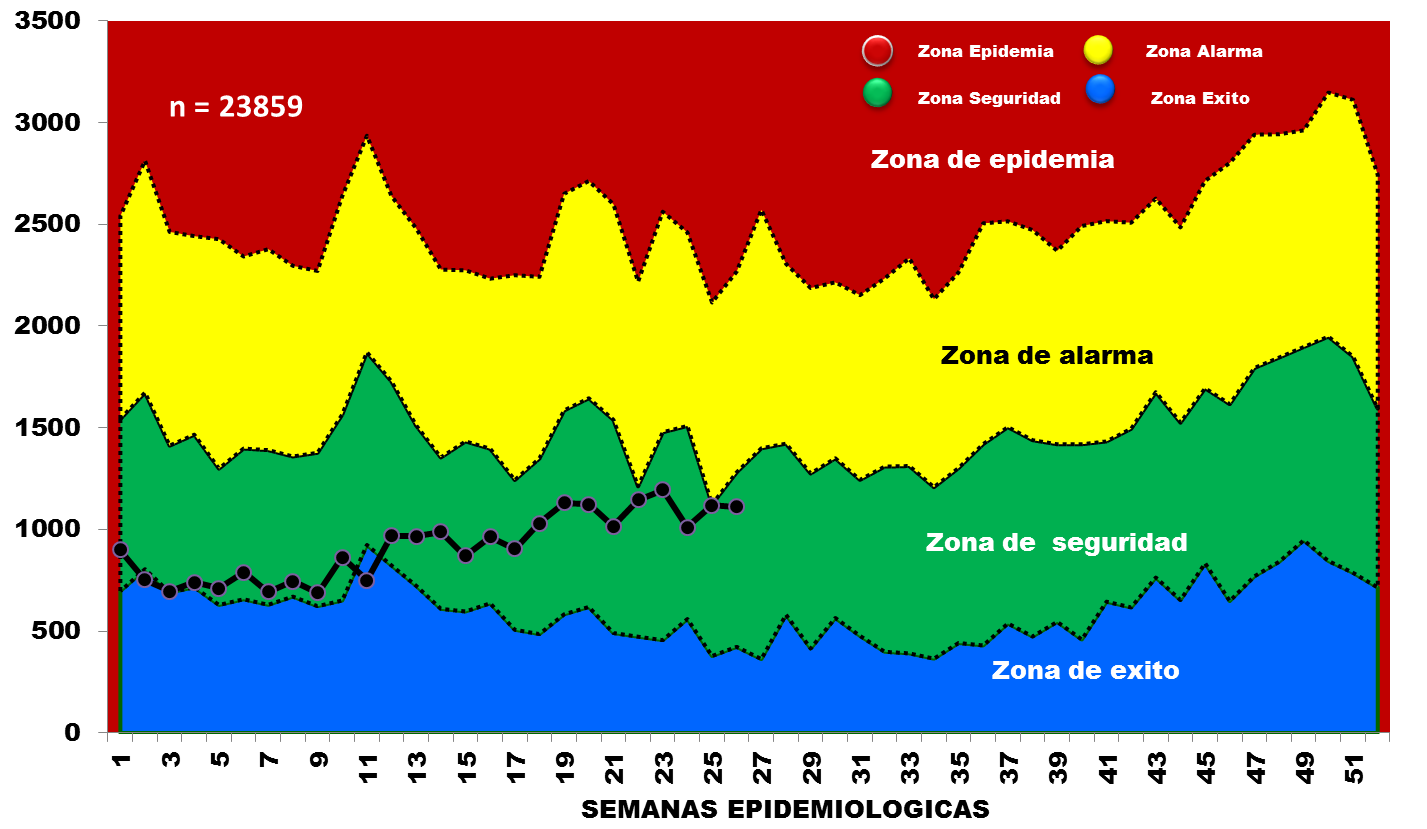 3500
3000
2500
2000
1500
1000
500
0
Zona Epidemia
Zona Alarma
Zona Seguridad
Zona Exito
n = 23859
Zona de epidemia
Zona de alarma
Zona de seguridad
Zona de exito
1 3 5 7 9 11 13 15 17 19 21 23 25 27 29 31 33 35 37 39 41 43 45 47 49 51
SEMANAS EPIDEMIOLOGICAS